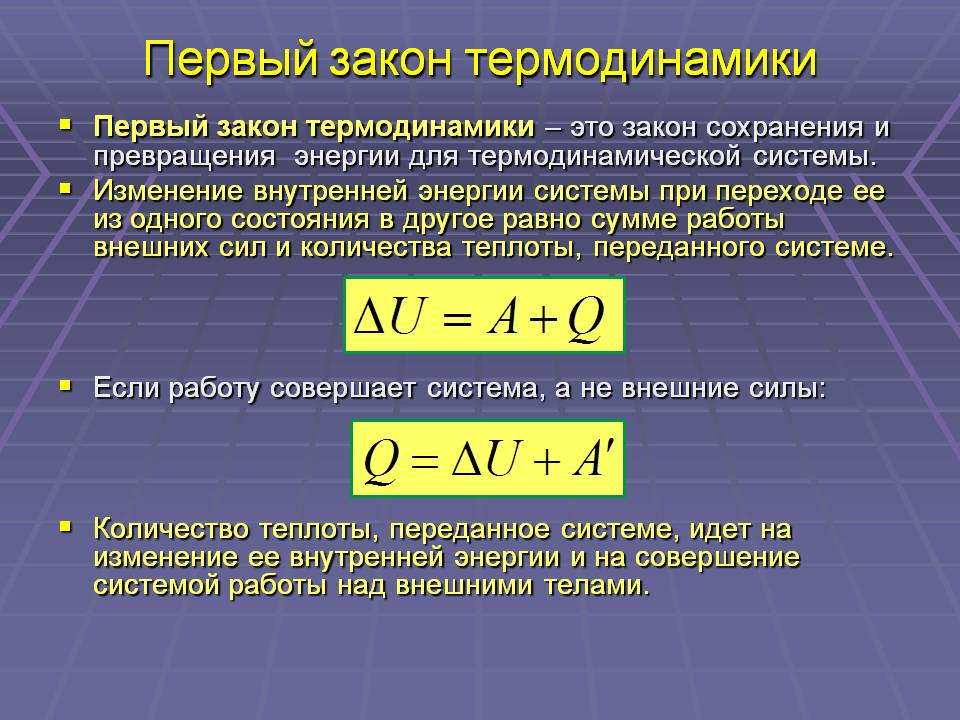 Первый закон термодинамики
Первый закон термодинамики – это закон сохранения и
превращения энергии для термодинамической системы.
Изменение внутренней энергии системы при переходе ее
из одного состояния в другое равно сумме работы
внешних сил и количества теплоты, переданного системе.
ΔU = A + Q
Если работу совершает система, а не внешние силы:
Q = ΔU + A′
Количество теплоты, переданное системе, идет на
изменение ее внутренней энергии и на совершение
системой работы над внешними телами.